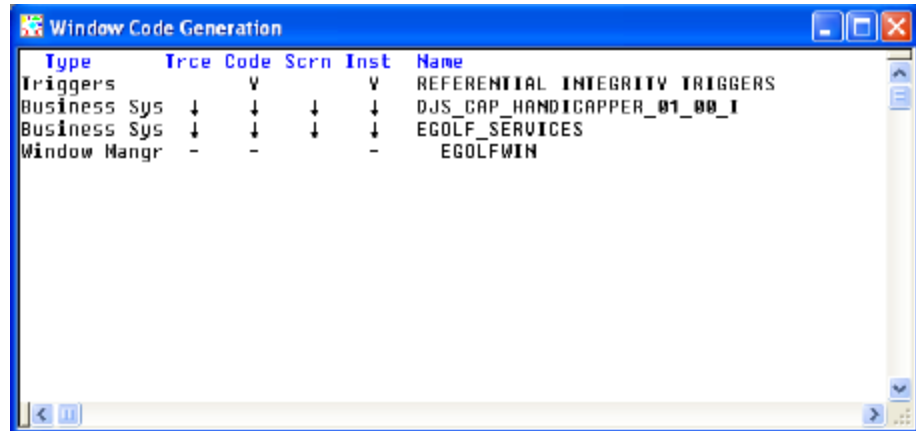 Window Code Generation
Type Trce Code Scrn Inst Name
Triggers Y Y REFERENTIAL INTEGRITY TRIGGERS
Business Sys ↓ ↓ ↓ ↓ DJS_CAP_HANDICAPPER_01_00_I
Business Sys ↓ ↓ ↓ ↓ EGOLF_SERVICES
Window Mangr - - - EGOLFWIN